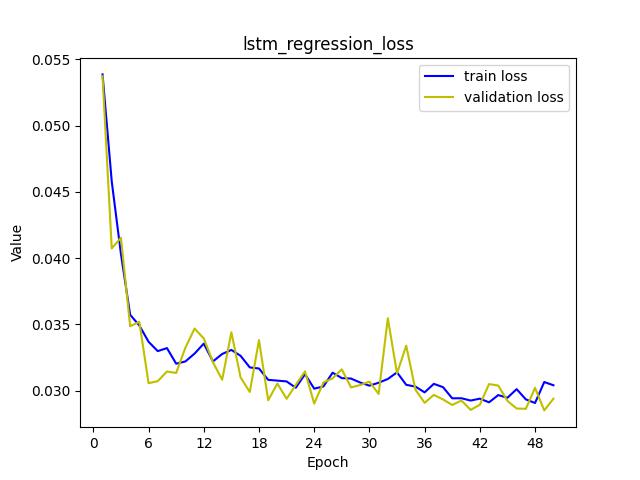 lstm_regression_loss
train loss
validation loss
0.055
0.050
0.045
0.040
0.035
0.030
Value
0 6 12 18 24 30 36 42 48
Epoch